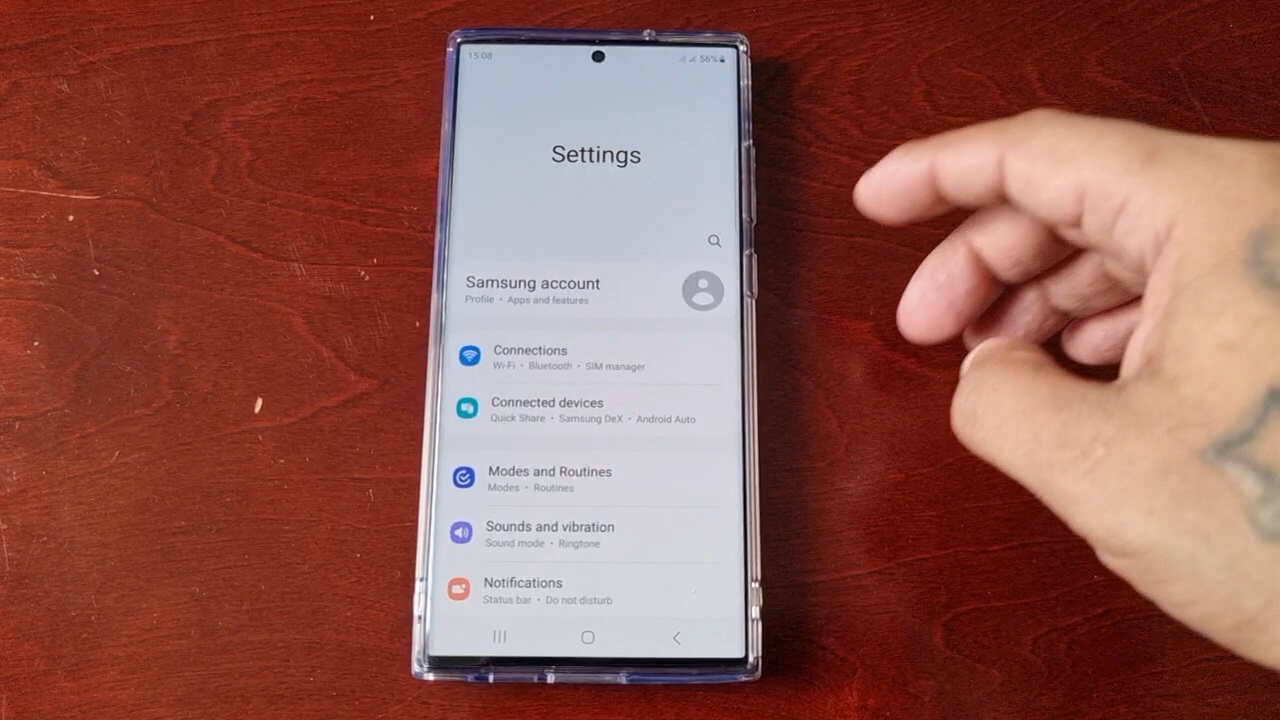 15:08
56%
Settings
Samsung account
Profile • Apps and features
Connections
Wi-Fi • Bluetooth • SIM manager
Connected devices
Quick Share • Samsung DeX • Android Auto
Modes and Routines
Modes • Routines
Sounds and vibration
Sound mode • Ringtone
Notifications
Status bar • Do not disturb